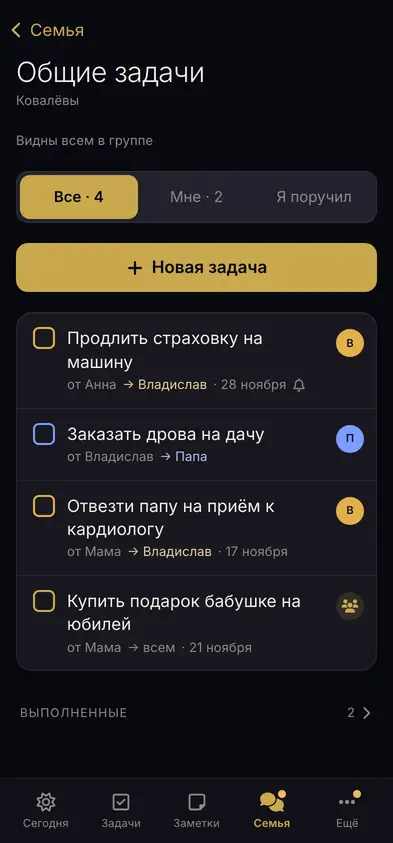 Семья
Общие задачи
Ковалёвы
Видны всем в группе
Все · 4
Мне · 2
Я поручил
+ Новая задача
Продлить страховку на
машину
В
от Анна → Владислав · 28 ноября
Заказать дрова на дачу
П
от Владислав → Папа
Отвезти папу на приём к
кардиологу
В
от Мама → Владислав · 17 ноября
Купить подарок бабушке на
юбилей
от Мама → всем · 21 ноября
ВЫПОЛНЕННЫЕ
2
Сегодня
Задачи
Заметки
Семья
Ещё